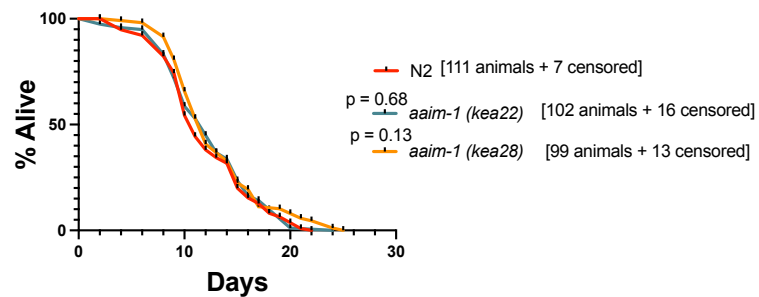 % Alive
100
50
0
0
10
20
30
Days
N2 [111 animals + 7 censored]
p = 0.68
aaim-1 (kea22) [102 animals + 16 censored]
p = 0.13
aaim-1 (kea28) [99 animals + 13 censored]